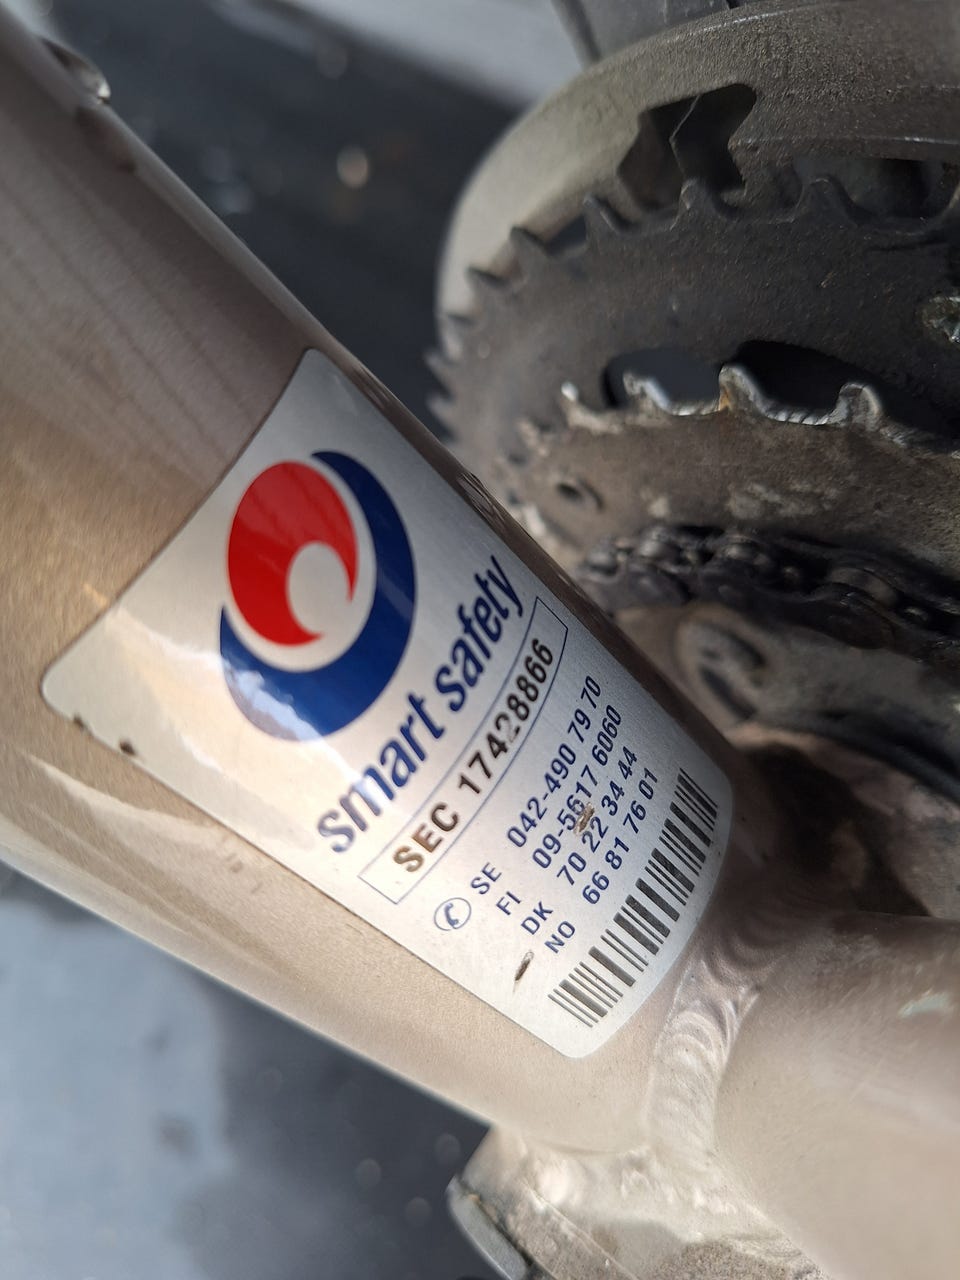 smart safety
SEC 17428866
SE 042-490 79 70
FI 09-5617 6060
DK 70 22 34 44
NO 66 81 76 01